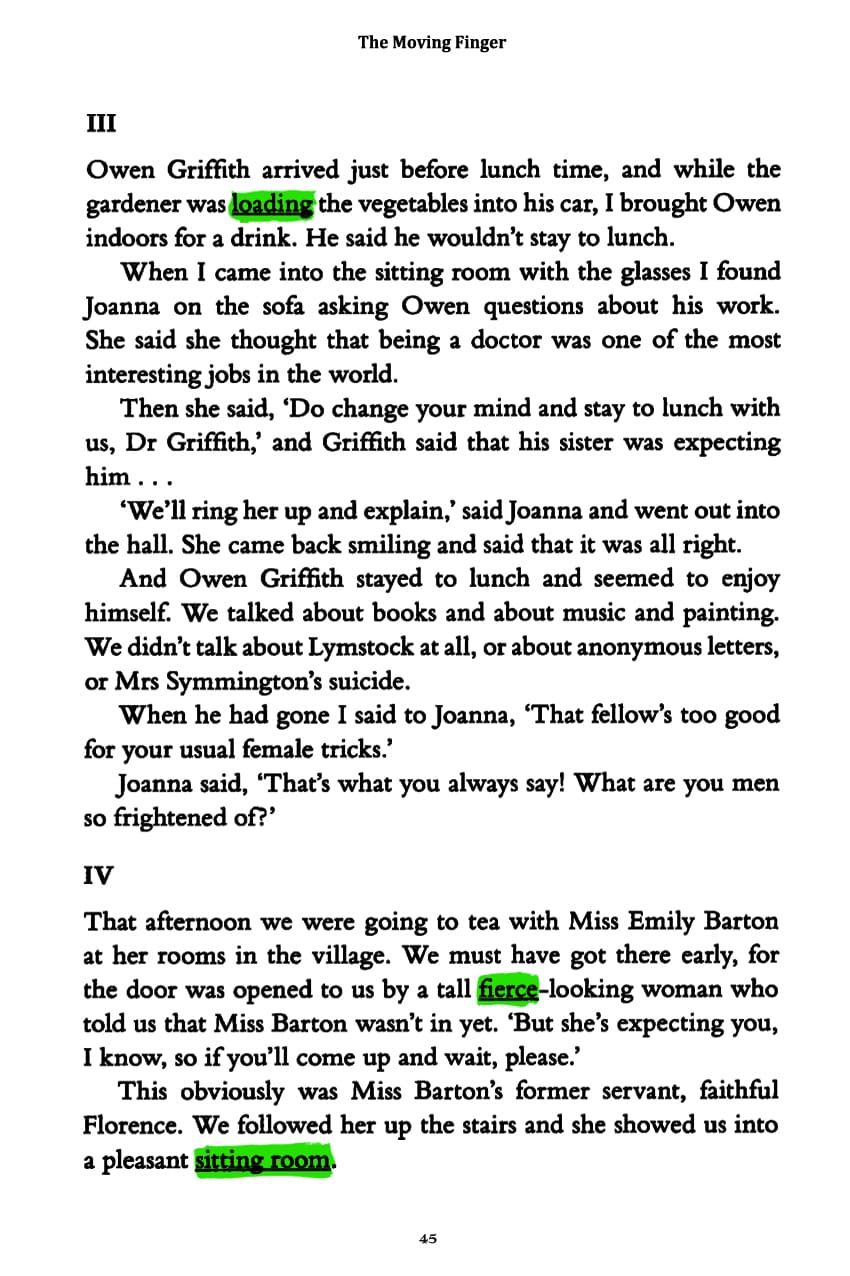 The Moving Finger
III
Owen Griffith arrived just before lunch time, and while the
gardener was loading the vegetables into his car, I brought Owen
indoors for a drink. He said he wouldn’t stay to lunch.
When I came into the sitting room with the glasses I found
Joanna on the sofa asking Owen questions about his work.
She said she thought that being a doctor was one of the most
interesting jobs in the world.
Then she said, ‘Do change your mind and stay to lunch with
us, Dr Griffith,’ and Griffith said that his sister was expecting
him . . .
‘We’ll ring her up and explain,’ said Joanna and went out into
the hall. She came back smiling and said that it was all right.
And Owen Griffith stayed to lunch and seemed to enjoy
himself. We talked about books and about music and painting.
We didn’t talk about Lymstock at all, or about anonymous letters,
or Mrs Symmington’s suicide.
When he had gone I said to Joanna, ‘That fellow’s too good
for your usual female tricks.’
Joanna said, ‘That’s what you always say! What are you men
so frightened of?’
IV
That afternoon we were going to tea with Miss Emily Barton
at her rooms in the village. We must have got there early, for
the door was opened to us by a tall fierce-looking woman who
told us that Miss Barton wasn’t in yet. ‘But she’s expecting you,
I know, so if you’ll come up and wait, please.’
This obviously was Miss Barton’s former servant, faithful
Florence. We followed her up the stairs and she showed us into
a pleasant sitting room.
45